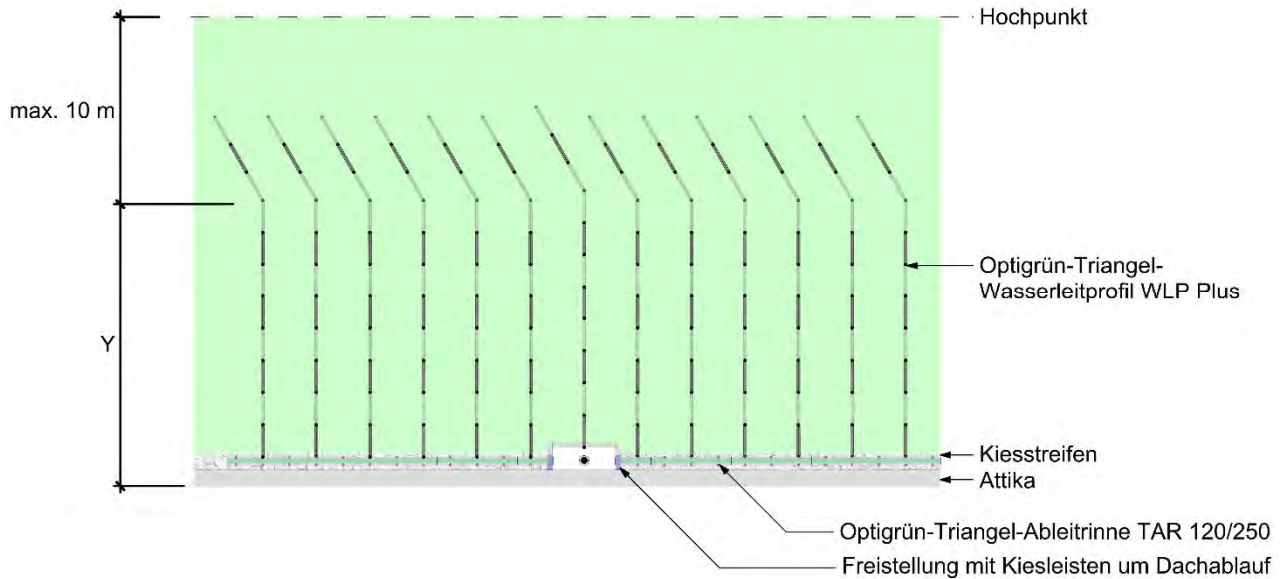 Hochpunkt
max. 10 m
Optigrün-Triangel-
Wasserleitprofil WLP Plus
Y
Kiesstreifen
Attika
Optigrün-Triangel-Ableitrinne TAR 120/250
Freistellung mit Kiesleisten um Dachablauf